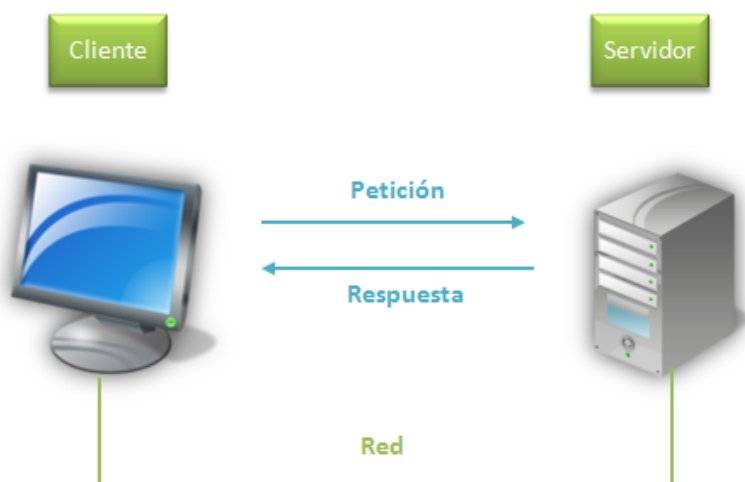 Cliente
Servidor
Petición
Respuesta
Red